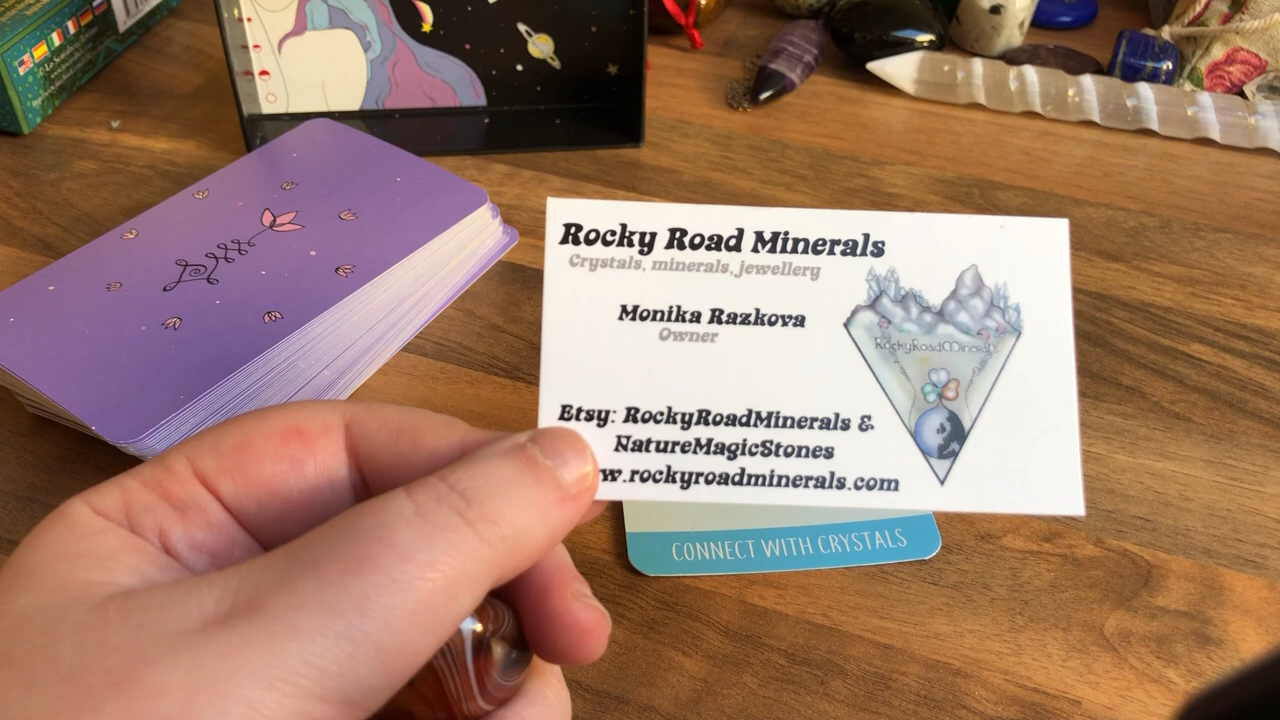 Rocky Road Minerals
Crystals, minerals, jewellery
Monika Razkova
Owner
RockyRoadMinerals
Etsy: RockyRoadMinerals &
NatureMagicStones
w.rockyroadminerals.com
CONNECT WITH CRYSTALS